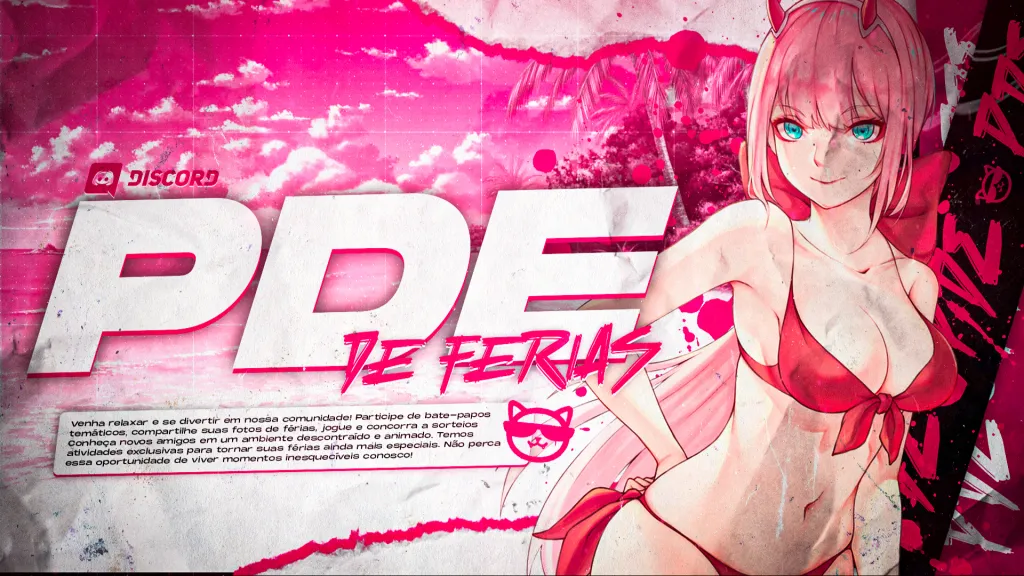 DISCORD
PDE
DE FERIAS
Venha relaxar e se divertir em nossa comunidade! Participe de bate-papos
temáticos, compartilhe suas fotos de férias, jogue e concorra a sorteios
Conheça novos amigos em um ambiente descontraído e animado. Temos
atividades exclusivas para tornar suas férias ainda mais especiais. Não perca
essa oportunidade de viver momentos inesquecíveis conosco!